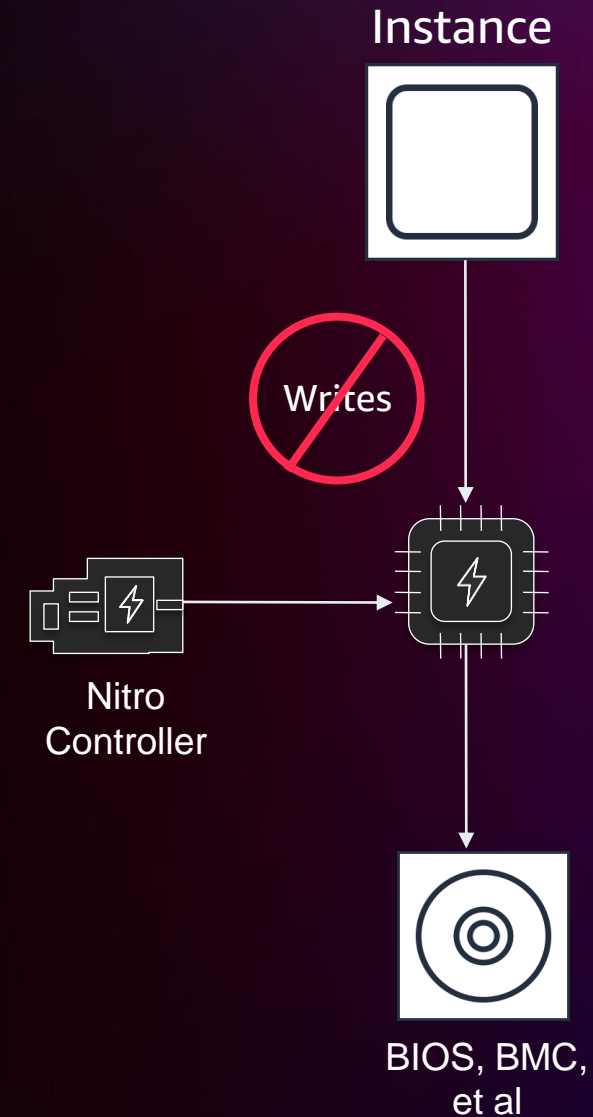 Instance
Writes
Nitro
Controller
BIOS, BMC,
et al